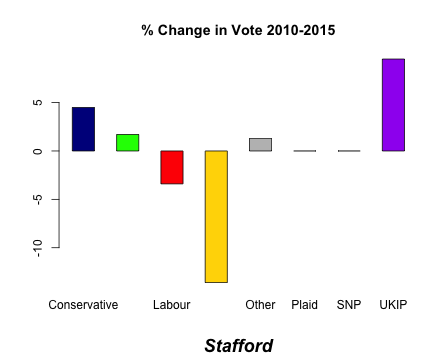 % Change in Vote 2010-2015
5
0
-5
-10
Conservative Labour Other Plaid SNP UKIP
Stafford